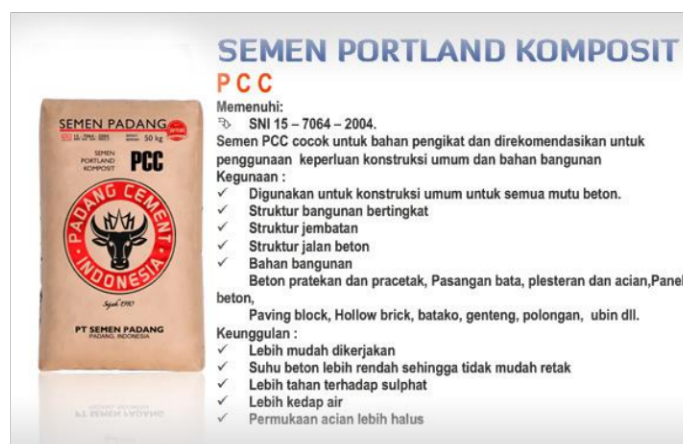 SEMEN PORTLAND KOMPOSIT
PCC
Memenuhi:
SNI 15 – 7064 – 2004.
Semen PCC cocok untuk bahan pengikat dan direkomendasikan untuk
penggunaan keperluan konstruksi umum dan bahan bangunan
Kegunaan :
✓ Digunakan untuk konstruksi umum untuk semua mutu beton.
✓ Struktur bangunan bertingkat
✓ Struktur jembatan
✓ Struktur jalan beton
✓ Bahan bangunan
Beton pratekan dan pracetak, Pasangan bata, plesteran dan acian,Panel
beton,
Paving block, Hollow brick, batako, genteng, polongan, ubin dll.
Keunggulan :
✓ Lebih mudah dikerjakan
✓ Suhu beton lebih rendah sehingga tidak mudah retak
✓ Lebih tahan terhadap sulphat
✓ Lebih kedap air
✓ Permukaan acian lebih halus
SEMEN PADANG
50 kg
SEMEN
PORTLAND
KOMPOSIT
PCC
PADANG CEMENT
INDONESIA
Sejak 1910
PT SEMEN PADANG
PADANG, INDONESIA